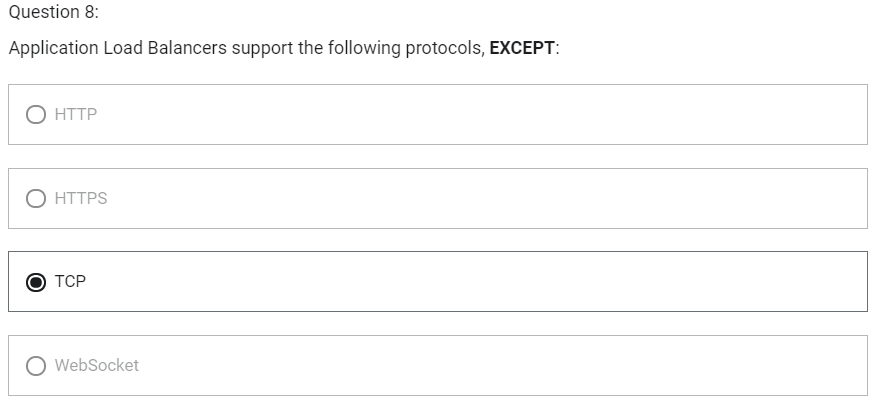 Question 8:
Application Load Balancers support the following protocols, EXCEPT:
HTTP
HTTPS
TCP
WebSocket